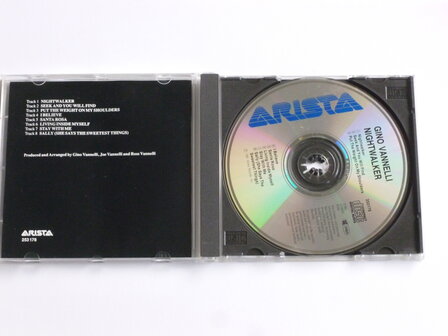 Track 1 NIGHTWALKER
Track 2 SEEK AND YOU WILL FIND
Track 3 PUT THE WEIGHT ON MY SHOULDERS
Track 4 I BELIEVE
Track 5 SANTA ROSA
Track 6 LIVING INSIDE MYSELF
Track 7 STAY WITH ME
Track 8 SALLY (SHE SAYS THE SWEETEST THINGS)
Produced and Arranged by Gino Vannelli, Joe Vannelli and Ross Vannelli
ARISTA
253 178
ARISTA
GINO VANNELLI
NIGHTWALKER